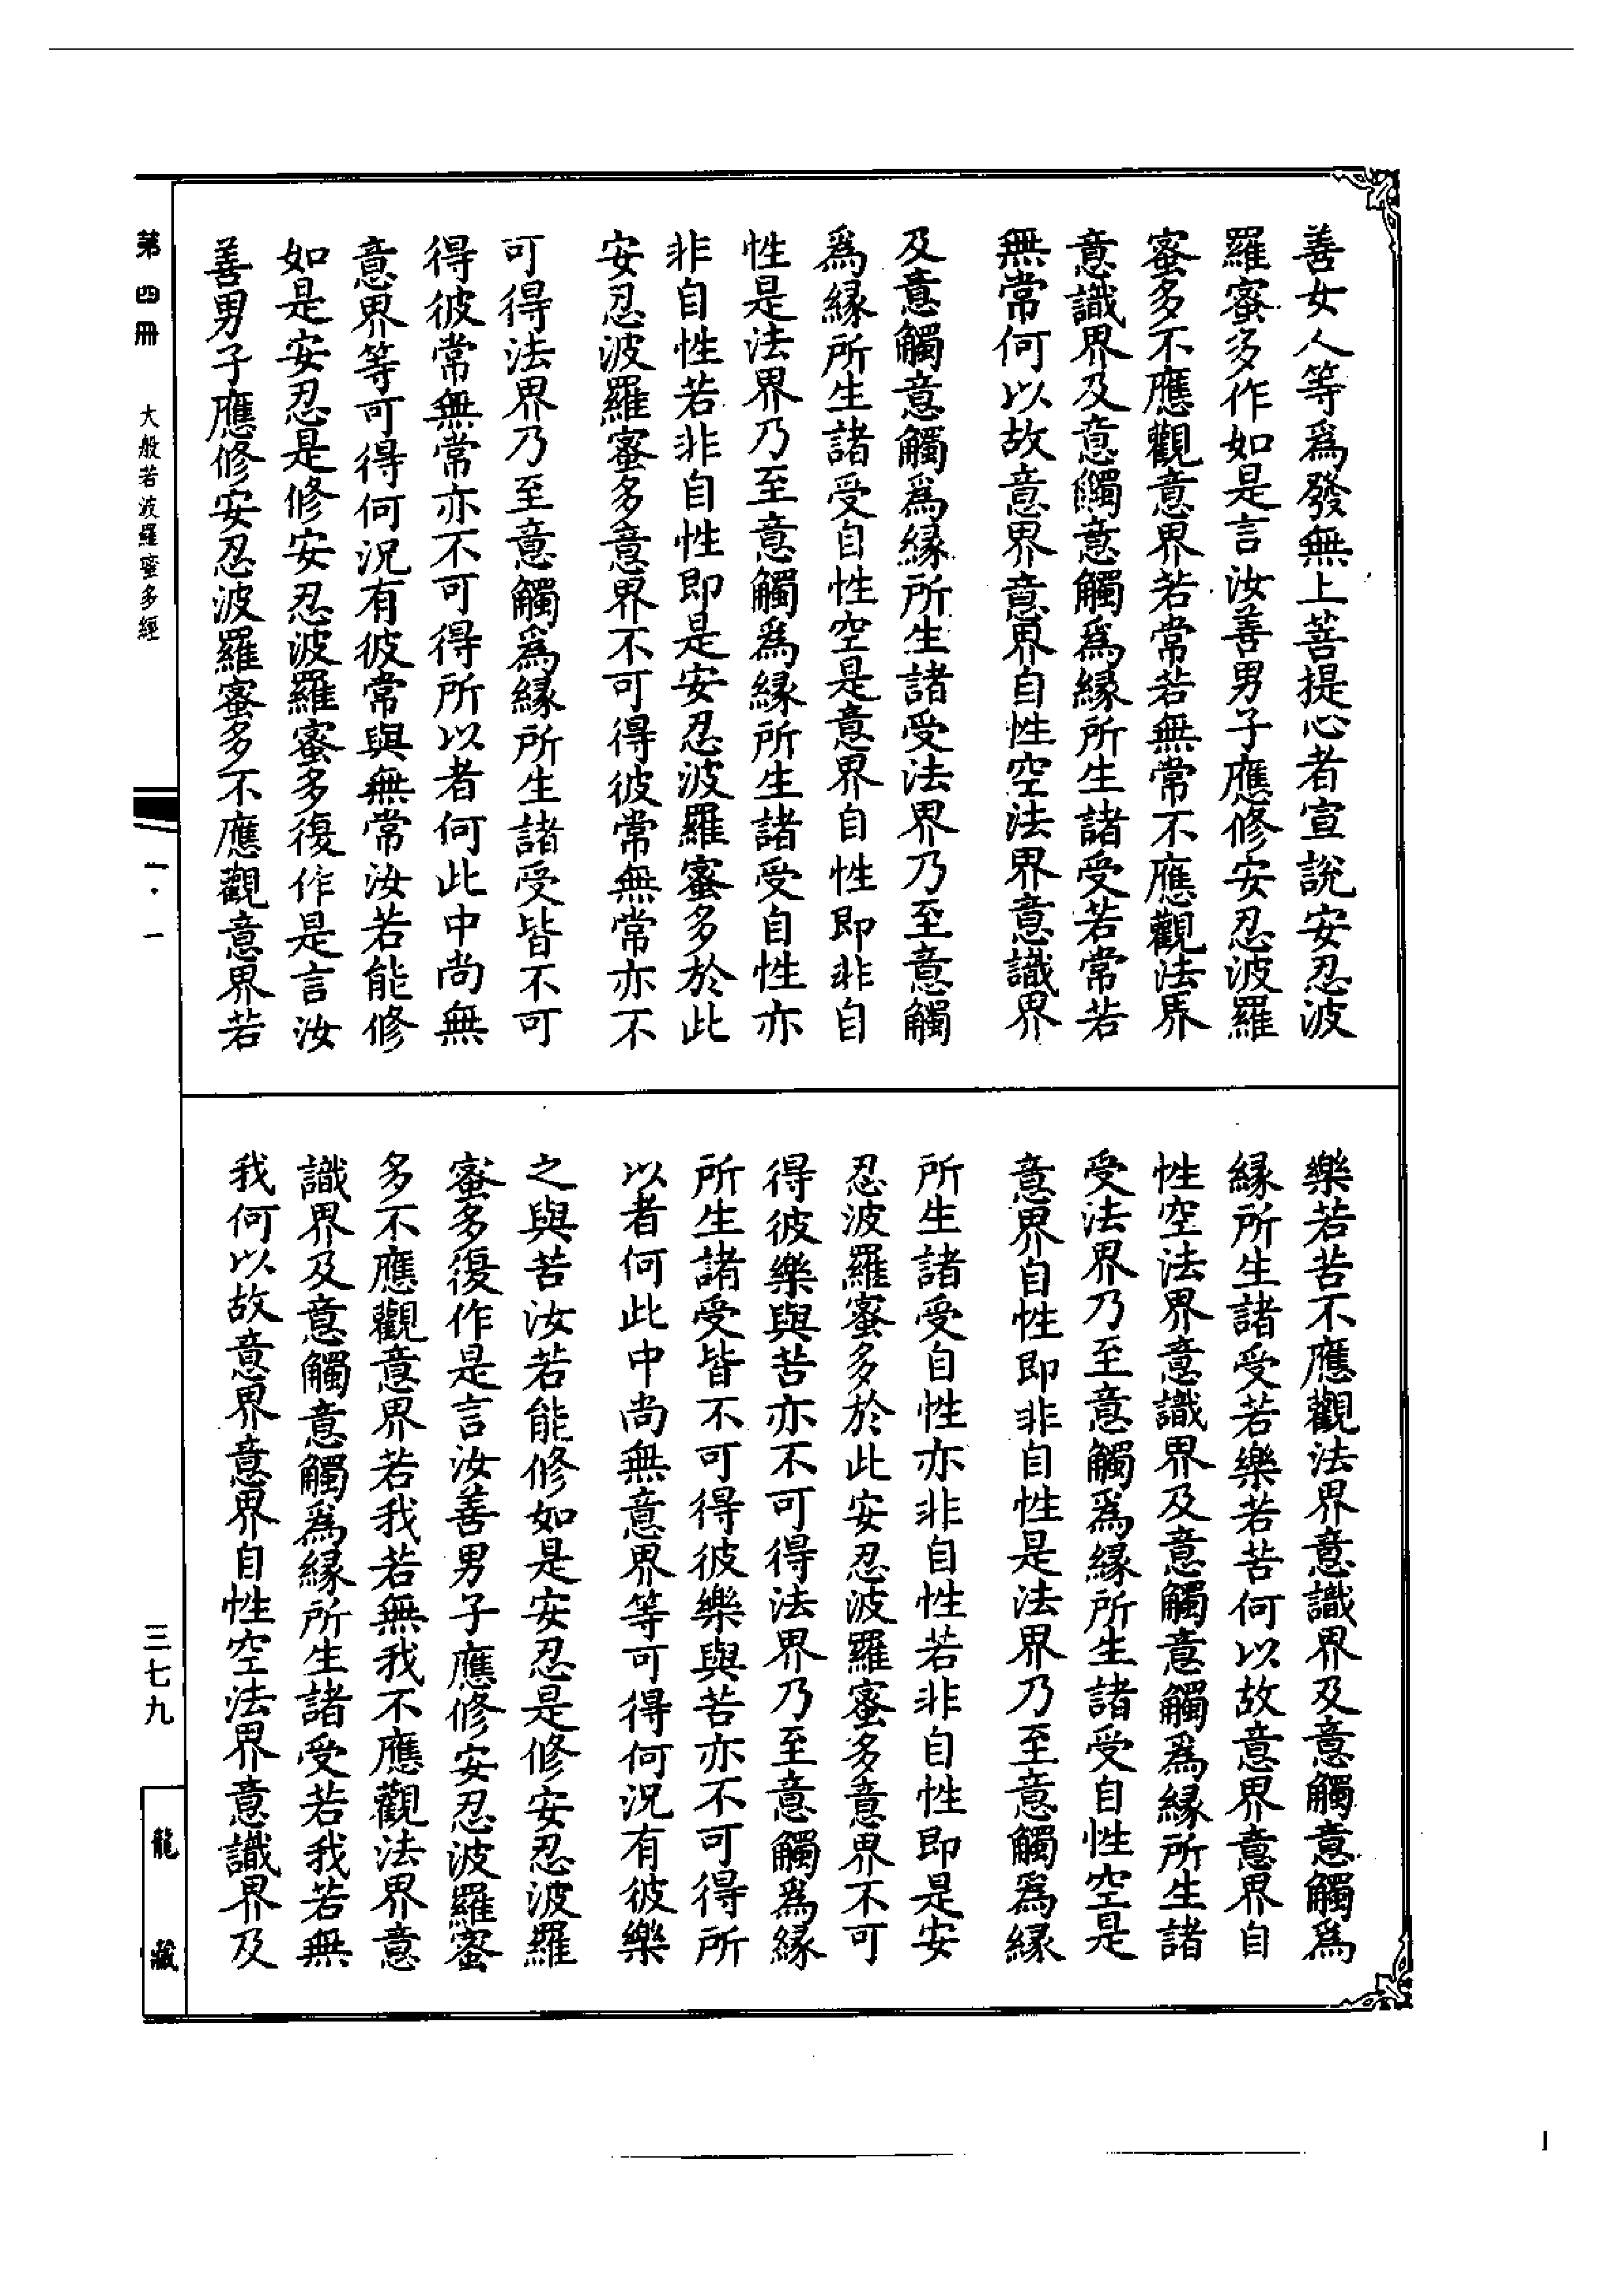 善女人等爲發無上菩提心者宣說安忍波
羅蜜多作如是言汝善男子應修安忍波羅
蜜多不應觀意界若常若無常不應觀法界
意識界及意觸意觸爲緣所生諸受若常若
無常何以故意界意界自性空法界意識界
及意觸意觸爲緣所生諸受法界乃至意觸
爲緣所生諸受自性空是意界自性即非自
性是法界乃至意觸爲緣所生諸受自性亦
非自性若非自性即是安忍波羅蜜多於此
安忍波羅蜜多意界不可得彼常無常亦不
可得法界乃至意觸爲緣所生諸受皆不可
得彼常無常亦不可得所以者何此中尚無
意界等可得何況有彼常與無常汝若能修
如是安忍是修安忍波羅蜜多復作是言汝
善男子應修安忍波羅蜜多不應觀意界若
樂若苦不應觀法界意識界及意觸意觸爲
緣所生諸受若樂若苦何以故意界意界自
性空法界意識界及意觸意觸爲緣所生諸
受法界乃至意觸爲緣所生諸受自性空是
意界自性即非自性是法界乃至意觸爲緣
所生諸受自性亦非自性若非自性即是安
忍波羅蜜多於此安忍波羅蜜多意界不可
得彼樂與苦亦不可得法界乃至意觸爲緣
所生諸受皆不可得彼樂與苦亦不可得所
以者何此中尚無意界等可得何況有彼樂
之與苦汝若能修如是安忍是修安忍波羅
蜜多復作是言汝善男子應修安忍波羅蜜
多不應觀意界若我若無我不應觀法界意
識界及意觸意觸爲緣所生諸受若我若無
我何以故意界意界自性空法界意識界及
第四冊 大般若波羅蜜多經 一·一 三七九 龍藏